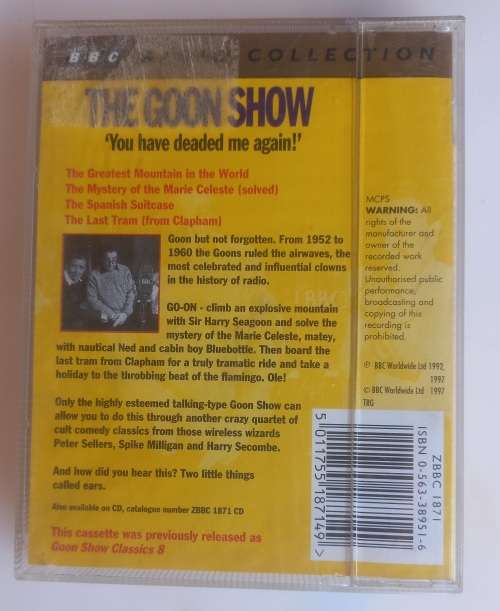 BBC RADIO COLLECTION
THE GOON SHOW
'You have deaded me again!'
The Greatest Mountain in the World
The Mystery of the Marie Celeste (solved)
The Spanish Suitcase
The Last Tram (from Clapham)
Goon but not forgotten. From 1952 to
1960 the Goons ruled the airwaves, the
most celebrated and influential clowns
in the history of radio.
GO-ON - climb an explosive mountain
with Sir Harry Seagoon and solve the
mystery of the Marie Celeste, matey,
with nautical Ned and cabin boy Bluebottle. Then board the
last tram from Clapham for a truly tramatic ride and take a
holiday to the throbbing beat of the flamingo. Ole!
Only the highly esteemed talking-type Goon Show can
allow you to do this through another crazy quartet of
cult comedy classics from those wireless wizards
Peter Sellers, Spike Milligan and Harry Secombe.
And how did you hear this? Two little things
called ears.
Also available on CD, catalogue number ZBBC 1871 CD
This cassette was previously released as
Goon Show Classics 8
MCPS
WARNING: All
rights of the
manufacturer and
owner of the
recorded work
reserved.
Unauthorised public
performance,
broadcasting and
copying of this
recording is
prohibited.
℗ BBC Worldwide Ltd 1992,
1997
© BBC Worldwide Ltd 1997
TRG
ZBBC 1871
ISBN 0-563-38951-6
5 011755 187149 >